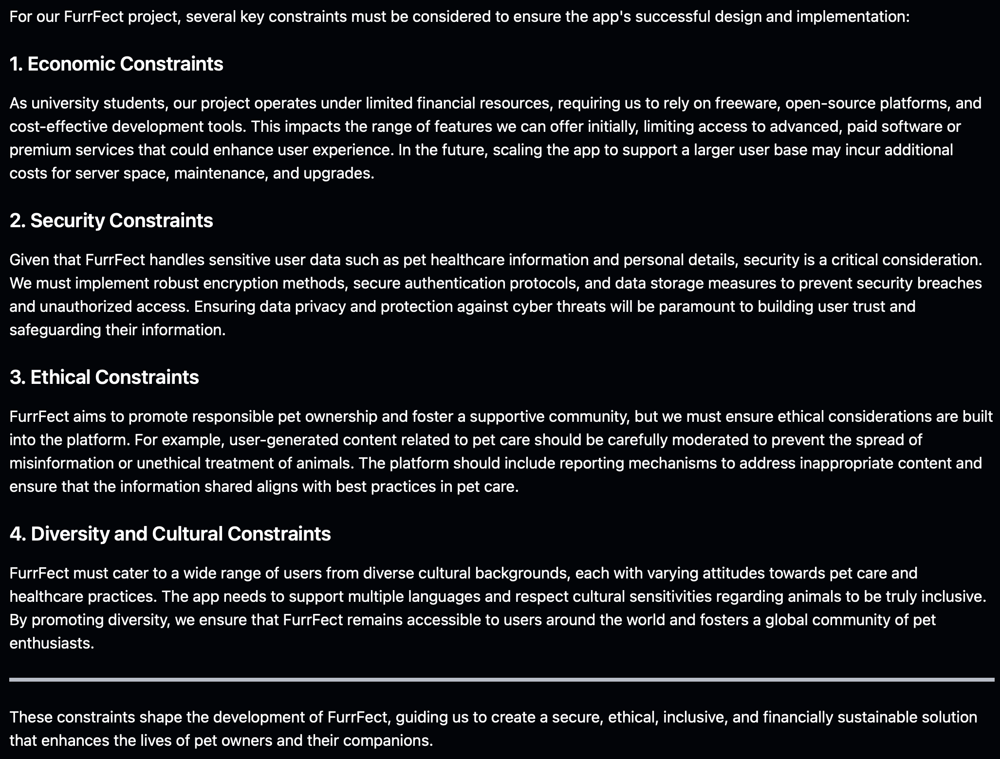 For our FurrFect project, several key constraints must be considered to ensure the app's successful design and implementation:
1. Economic Constraints
As university students, our project operates under limited financial resources, requiring us to rely on freeware, open-source platforms, and
cost-effective development tools. This impacts the range of features we can offer initially, limiting access to advanced, paid software or
premium services that could enhance user experience. In the future, scaling the app to support a larger user base may incur additional
costs for server space, maintenance, and upgrades.
2. Security Constraints
Given that FurrFect handles sensitive user data such as pet healthcare information and personal details, security is a critical consideration.
We must implement robust encryption methods, secure authentication protocols, and data storage measures to prevent security breaches
and unauthorized access. Ensuring data privacy and protection against cyber threats will be paramount to building user trust and
safeguarding their information.
3. Ethical Constraints
FurrFect aims to promote responsible pet ownership and foster a supportive community, but we must ensure ethical considerations are built
into the platform. For example, user-generated content related to pet care should be carefully moderated to prevent the spread of
misinformation or unethical treatment of animals. The platform should include reporting mechanisms to address inappropriate content and
ensure that the information shared aligns with best practices in pet care.
4. Diversity and Cultural Constraints
FurrFect must cater to a wide range of users from diverse cultural backgrounds, each with varying attitudes towards pet care and
healthcare practices. The app needs to support multiple languages and respect cultural sensitivities regarding animals to be truly inclusive.
By promoting diversity, we ensure that FurrFect remains accessible to users around the world and fosters a global community of pet
enthusiasts.
These constraints shape the development of FurrFect, guiding us to create a secure, ethical, inclusive, and financially sustainable solution
that enhances the lives of pet owners and their companions.